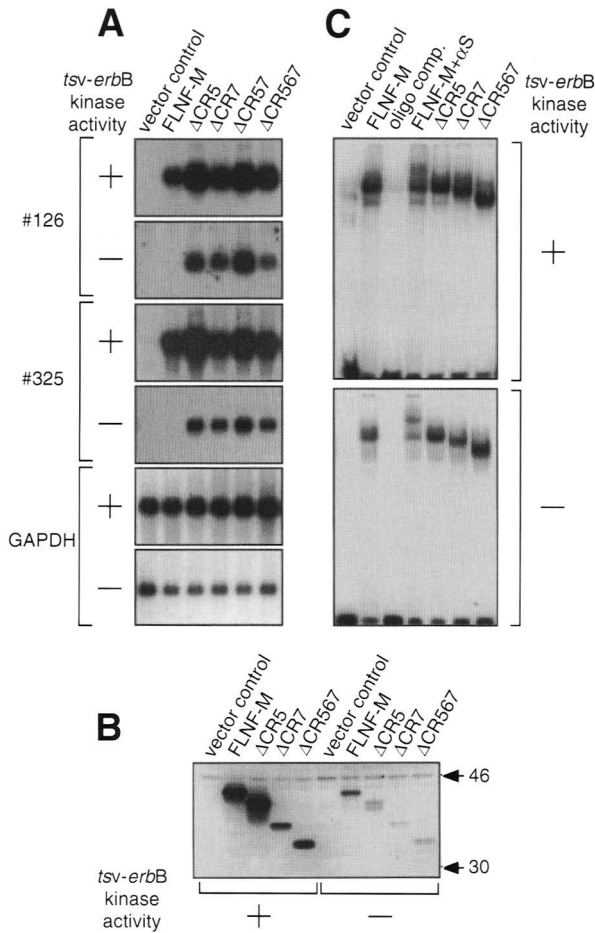 A
tsv-erbB
kinase
activity
vector control
FLNF-M
ΔCR5
ΔCR7
ΔCR57
ΔCR567
#126
+
−
#325
+
−
GAPDH
+
−
C
vector control
FLNF-M
oligo comp.
FLNF-M+αS
ΔCR5
ΔCR7
ΔCR567
tsv-erbB
kinase
activity
+
−
B
vector control
FLNF-M
ΔCR5
ΔCR7
ΔCR567
vector control
FLNF-M
ΔCR5
ΔCR7
ΔCR567
46
30
tsv-erbB
kinase
activity
+
−